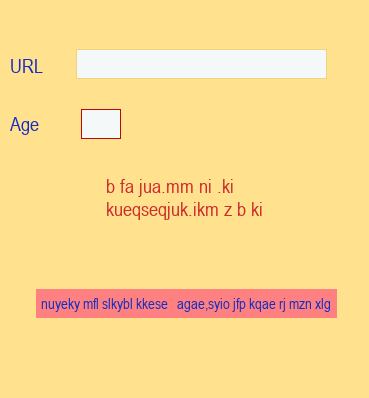 URL
Age
b fa jua.mm ni .ki
kueqseqjuk.ikm z b ki
nuyeky mfl slkybl kkese agae,syio jfp kqae rj mzn xlg